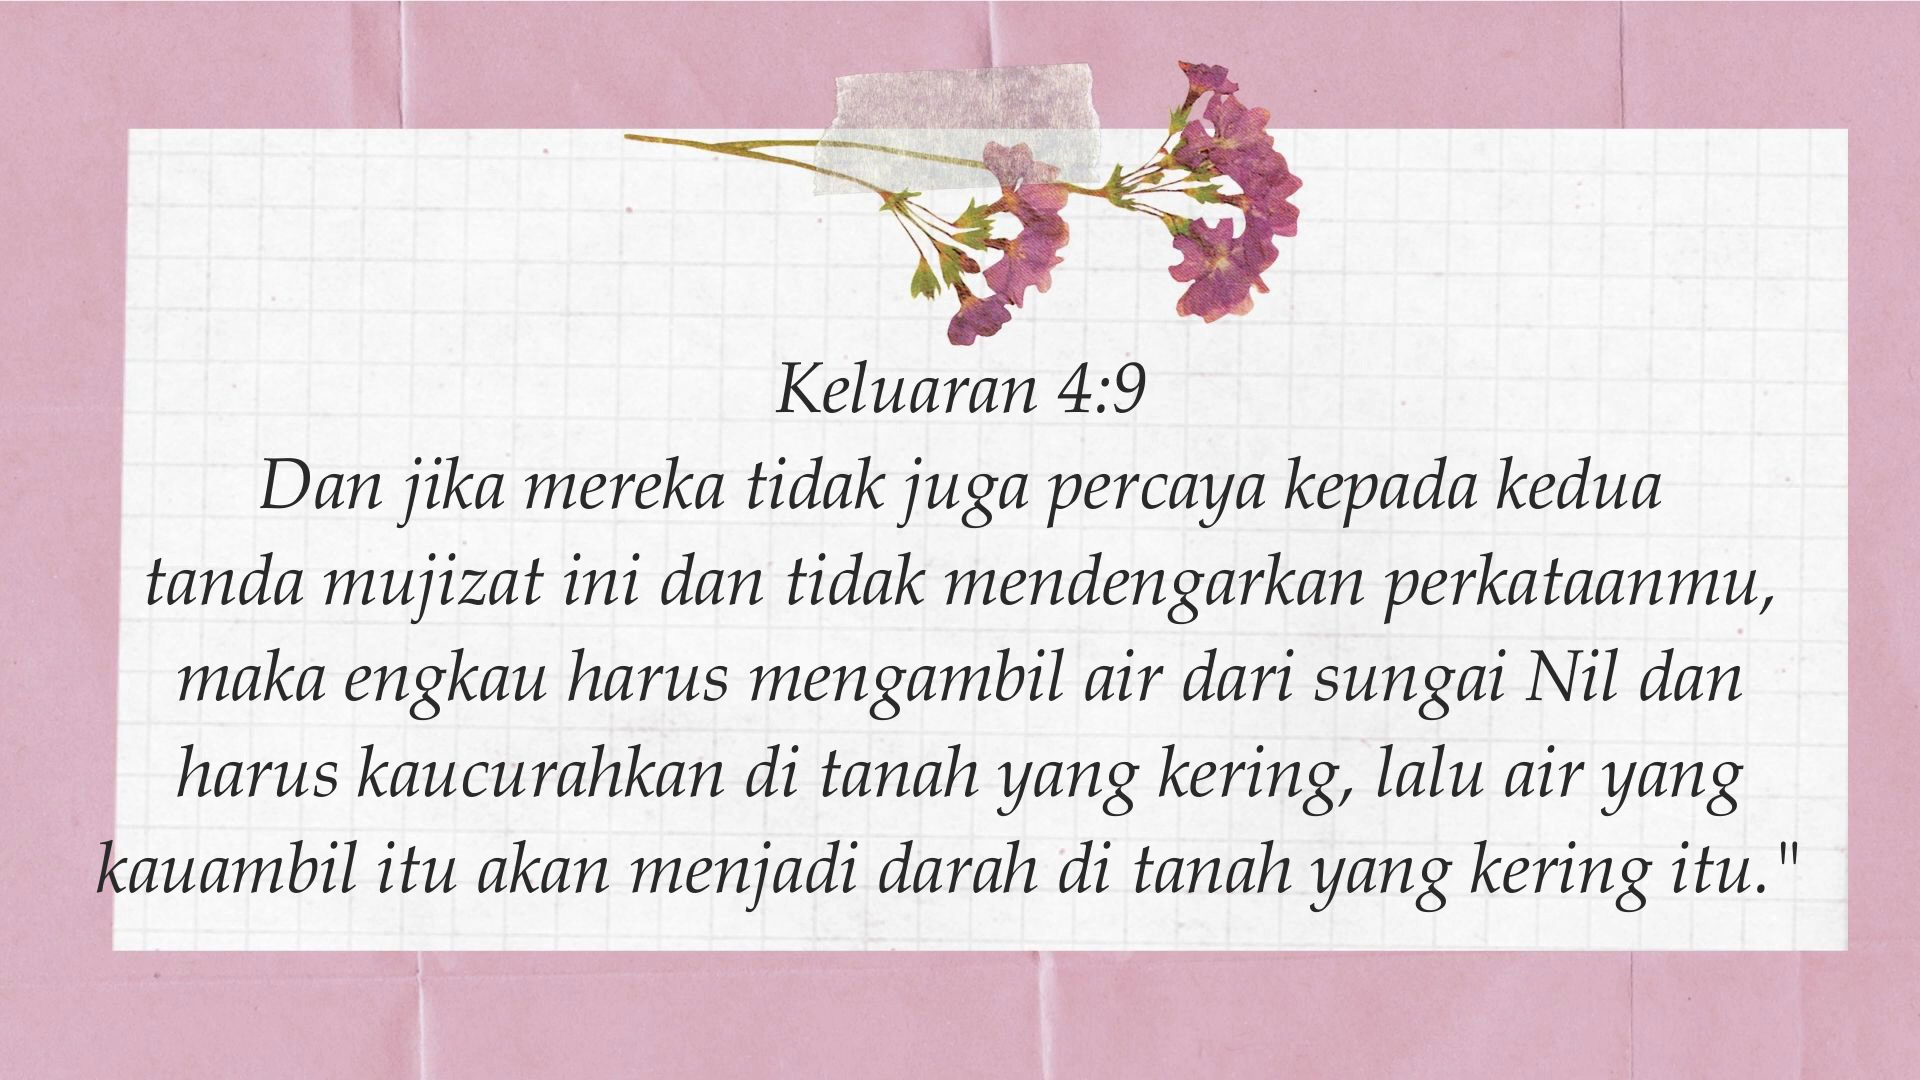 Keluaran 4:9
Dan jika mereka tidak juga percaya kepada kedua
tanda mujizat ini dan tidak mendengarkan perkataanmu,
maka engkau harus mengambil air dari sungai Nil dan
harus kaucurahkan di tanah yang kering, lalu air yang
kauambil itu akan menjadi darah di tanah yang kering itu."